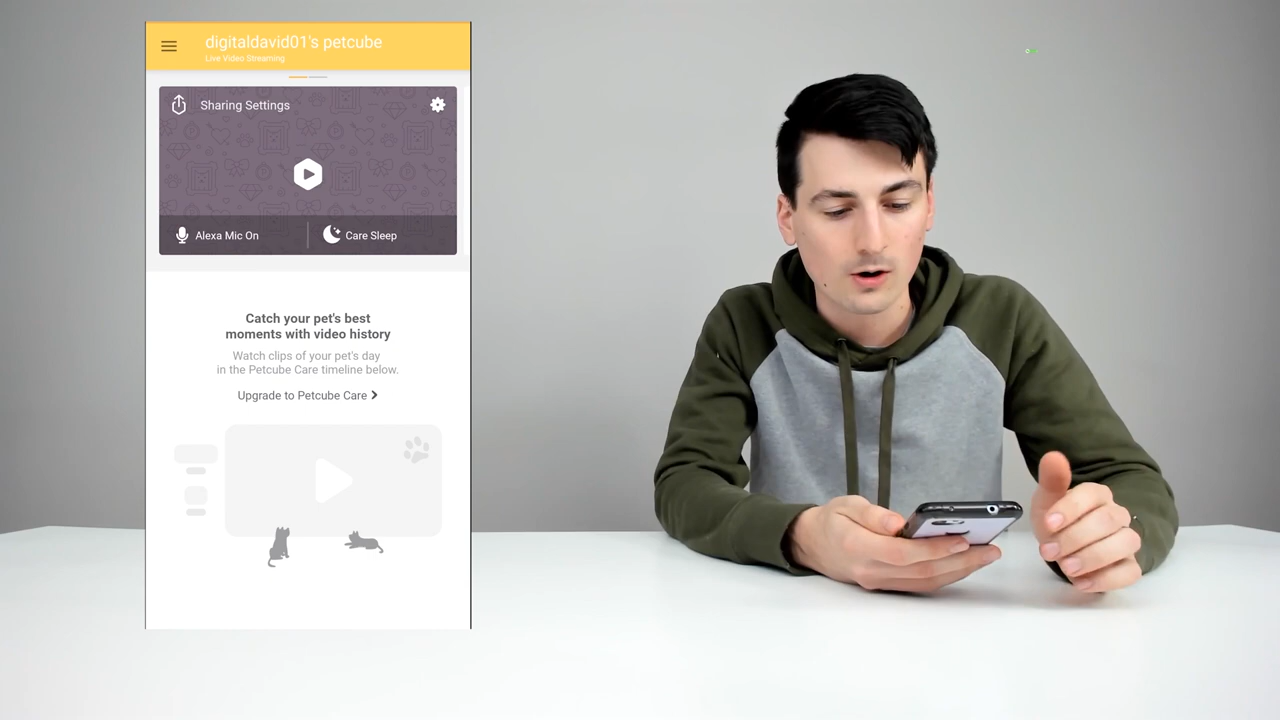 digitaldavid01's petcube
Live Video Streaming
Sharing Settings
Alexa Mic On
Care Sleep
Catch your pet's best
moments with video history
Watch clips of your pet's day
in the Petcube Care timeline below.
Upgrade to Petcube Care